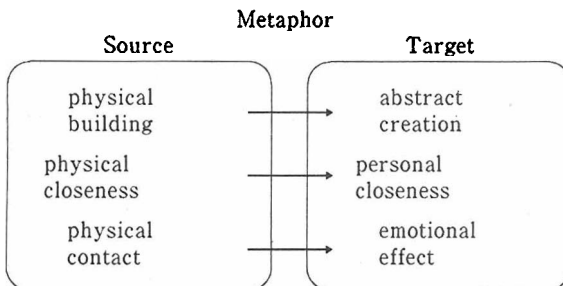 Metaphor
Source Target
physical abstract
building creation
physical personal
closeness closeness
physical emotional
contact effect